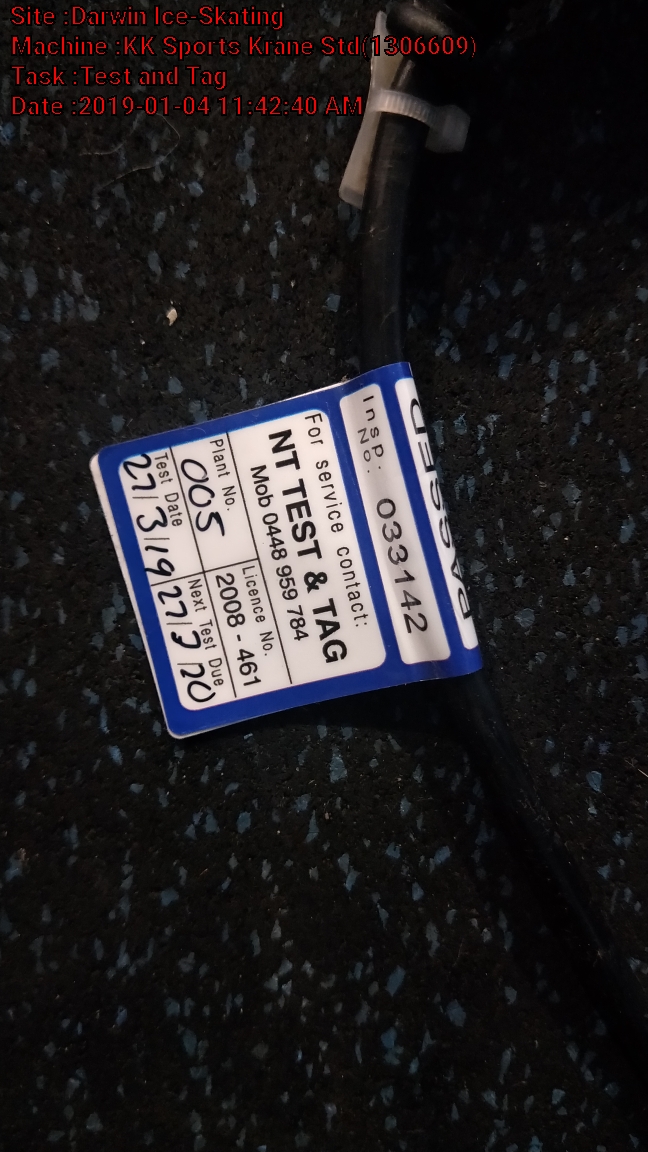 Site :Darwin Ice-Skating
Machine :KK Sports Krane Std(1306609)
Task :Test and Tag
Date :2019-01-04 11:42:40 AM
PASSED
Insp.
No:
033142
For service contact:
NT TEST & TAG
Mob 0448 959 784
Plant No.
005
Licence No.
2008 - 461
Test Date
27/3/19
Next Test Due
27/3/20